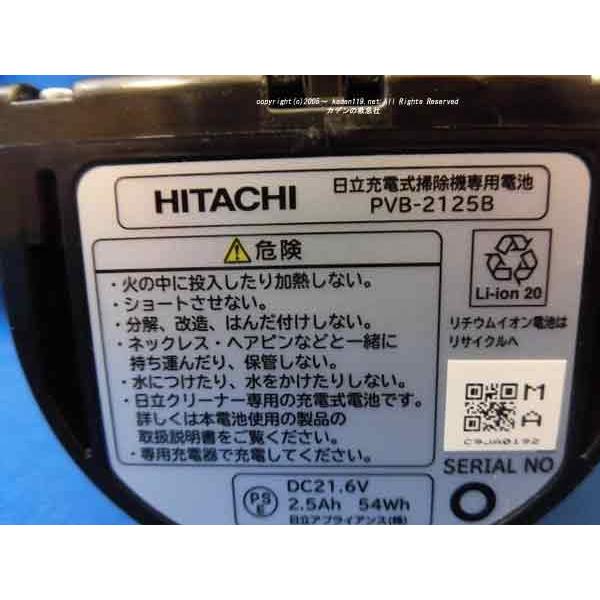 copyright(c)2005～ kaden119.net All Rights Reserved
カデンの救急社
HITACHI
日立充電式掃除機専用電池
PVB-2125B
危険
・火の中に投入したり加熱しない。
・ショートさせない。
・分解、改造、はんだ付けしない。
・ネックレス・ヘアピンなどと一緒に
持ち運んだり、保管しない。
・水につけたり、水をかけたりしない。
・日立クリーナー専用の充電式電池です。
詳しくは本電池使用の製品の
取扱説明書をご覧ください。
・専用充電器で充電してください。
Li-ion 20
リチウムイオン電池は
リサイクルへ
M
A
C9JA0192
SERIAL NO
PS
E
DC21.6V
2.5Ah 54Wh
日立アプライアンス(株)